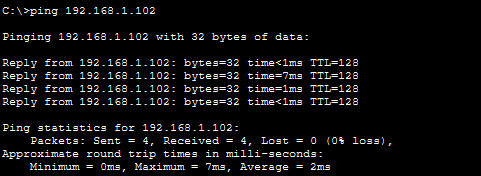 C:\>ping 192.168.1.102
Pinging 192.168.1.102 with 32 bytes of data:
Reply from 192.168.1.102: bytes=32 time<1ms TTL=128
Reply from 192.168.1.102: bytes=32 time=7ms TTL=128
Reply from 192.168.1.102: bytes=32 time=1ms TTL=128
Reply from 192.168.1.102: bytes=32 time<1ms TTL=128
Ping statistics for 192.168.1.102:
    Packets: Sent = 4, Received = 4, Lost = 0 (0% loss),
Approximate round trip times in milli-seconds:
    Minimum = 0ms, Maximum = 7ms, Average = 2ms